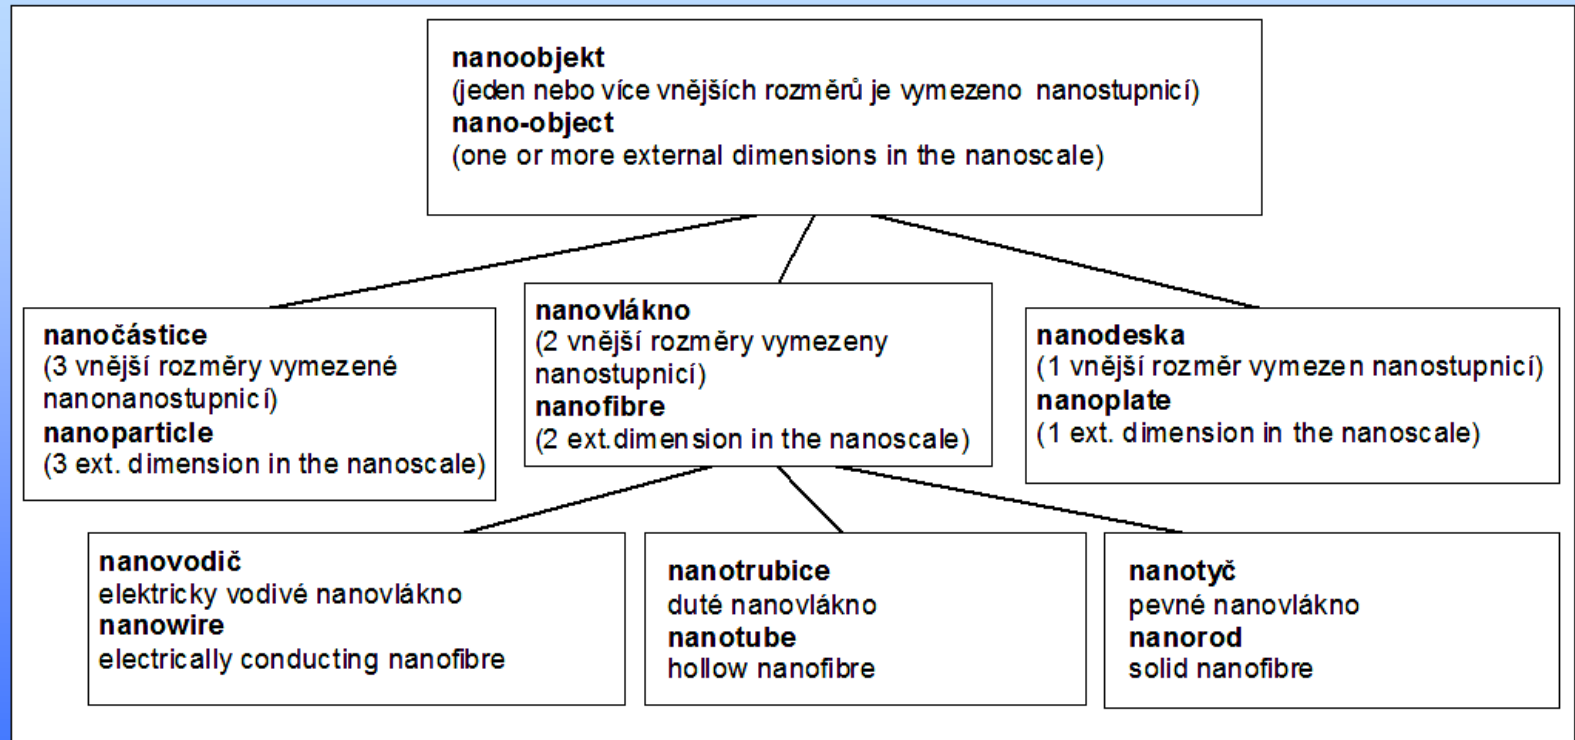 nanoobjekt
(jeden nebo více vnějších rozměrů je vymezeno nanostupnicí)
nano-object
(one or more external dimensions in the nanoscale)
nanočástice
(3 vnější rozměry vymezené
nanonanostupnicí)
nanoparticle
(3 ext. dimension in the nanoscale)
nanovlákno
(2 vnější rozměry vymezeny
nanostupnicí)
nanofibre
(2 ext.dimension in the nanoscale)
nanodeska
(1 vnější rozměr vymezen nanostupnicí)
nanoplate
(1 ext. dimension in the nanoscale)
nanovodič
elektricky vodivé nanovlákno
nanowire
electrically conducting nanofibre
nanotrubice
duté nanovlákno
nanotube
hollow nanofibre
nanotyč
pevné nanovlákno
nanorod
solid nanofibre